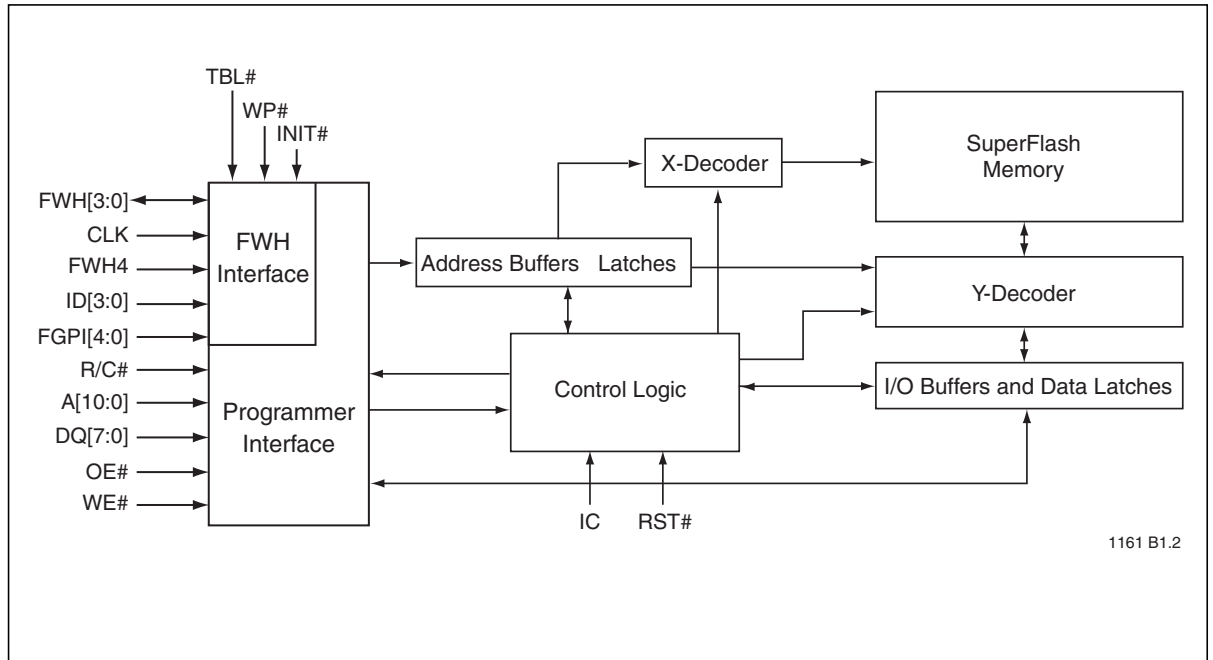 TBL#
WP#
INIT#
FWH[3:0]
CLK
FWH4
ID[3:0]
FGPI[4:0]
R/C#
A[10:0]
DQ[7:0]
OE#
WE#
FWH
Interface
Programmer
Interface
Address Buffers Latches
X-Decoder
SuperFlash
Memory
Y-Decoder
Control Logic
I/O Buffers and Data Latches
IC
RST#
1161 B1.2